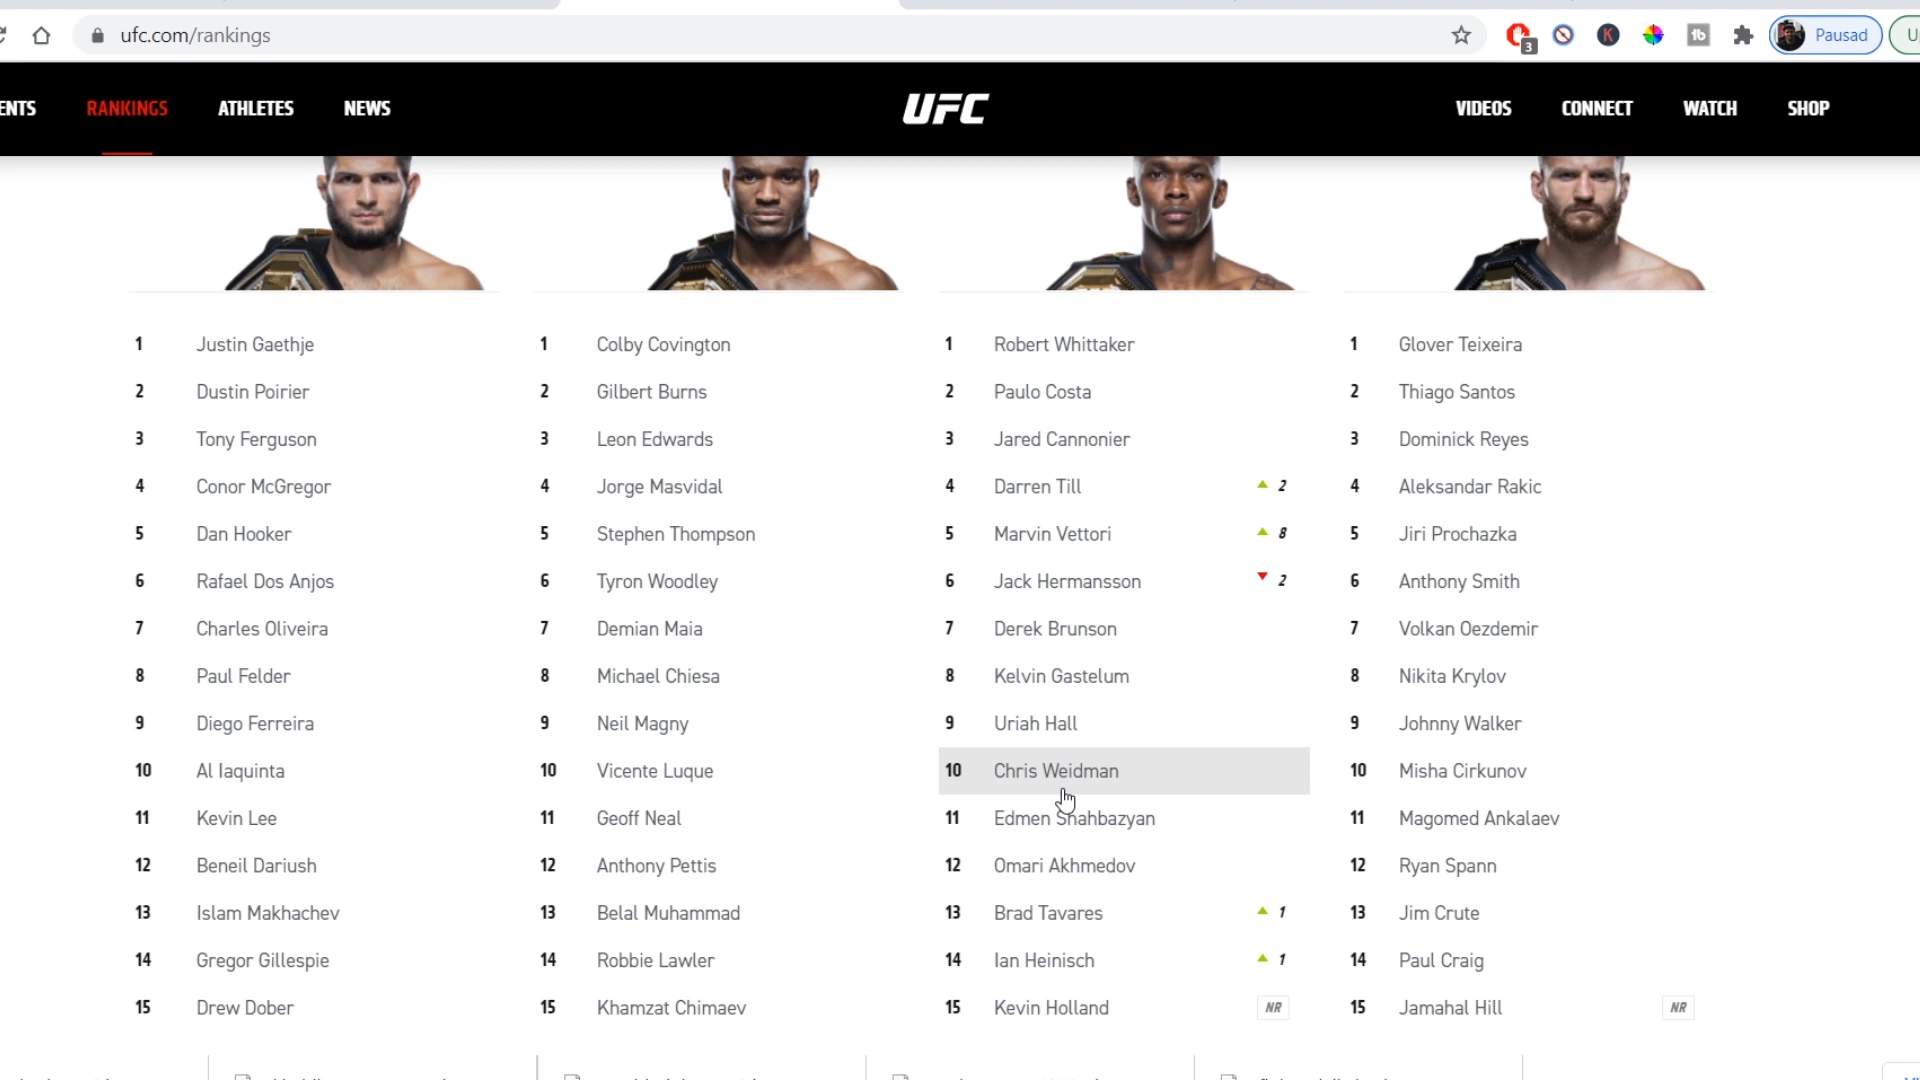 ufc.com/rankings
3
K
tb
Pausad
ENTS RANKINGS ATHLETES NEWS UFC VIDEOS CONNECT WATCH SHOP
1 Justin Gaethje
2 Dustin Poirier
3 Tony Ferguson
4 Conor McGregor
5 Dan Hooker
6 Rafael Dos Anjos
7 Charles Oliveira
8 Paul Felder
9 Diego Ferreira
10 Al Iaquinta
11 Kevin Lee
12 Beneil Dariush
13 Islam Makhachev
14 Gregor Gillespie
15 Drew Dober
1 Colby Covington
2 Gilbert Burns
3 Leon Edwards
4 Jorge Masvidal
5 Stephen Thompson
6 Tyron Woodley
7 Demian Maia
8 Michael Chiesa
9 Neil Magny
10 Vicente Luque
11 Geoff Neal
12 Anthony Pettis
13 Belal Muhammad
14 Robbie Lawler
15 Khamzat Chimaev
1 Robert Whittaker
2 Paulo Costa
3 Jared Cannonier
4 Darren Till 2
5 Marvin Vettori 8
6 Jack Hermansson 2
7 Derek Brunson
8 Kelvin Gastelum
9 Uriah Hall
10 Chris Weidman
11 Edmen Shahbazyan
12 Omari Akhmedov
13 Brad Tavares 1
14 Ian Heinisch 1
15 Kevin Holland NR
1 Glover Teixeira
2 Thiago Santos
3 Dominick Reyes
4 Aleksandar Rakic
5 Jiri Prochazka
6 Anthony Smith
7 Volkan Oezdemir
8 Nikita Krylov
9 Johnny Walker
10 Misha Cirkunov
11 Magomed Ankalaev
12 Ryan Spann
13 Jim Crute
14 Paul Craig
15 Jamahal Hill NR